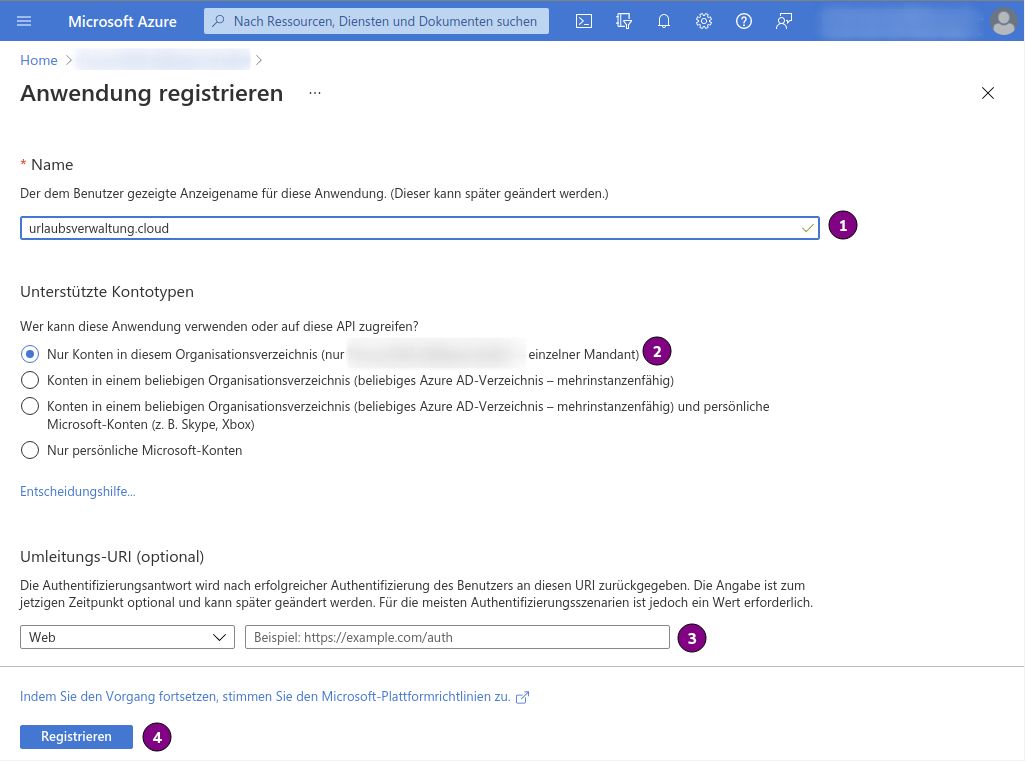 Microsoft Azure
Nach Ressourcen, Diensten und Dokumenten suchen
Home
Anwendung registrieren ...
* Name
Der dem Benutzer gezeigte Anzeigename für diese Anwendung. (Dieser kann später geändert werden.)
urlaubsverwaltung.cloud
1
Unterstützte Kontotypen
Wer kann diese Anwendung verwenden oder auf diese API zugreifen?
Nur Konten in diesem Organisationsverzeichnis (nur einzelner Mandant) 2
Konten in einem beliebigen Organisationsverzeichnis (beliebiges Azure AD-Verzeichnis – mehrinstanzenfähig)
Konten in einem beliebigen Organisationsverzeichnis (beliebiges Azure AD-Verzeichnis – mehrinstanzenfähig) und persönliche
Microsoft-Konten (z. B. Skype, Xbox)
Nur persönliche Microsoft-Konten
Entscheidungshilfe...
Umleitungs-URI (optional)
Die Authentifizierungsantwort wird nach erfolgreicher Authentifizierung des Benutzers an diesen URI zurückgegeben. Die Angabe ist zum
jetzigen Zeitpunkt optional und kann später geändert werden. Für die meisten Authentifizierungsszenarien ist jedoch ein Wert erforderlich.
Web Beispiel: https://example.com/auth 3
Indem Sie den Vorgang fortsetzen, stimmen Sie den Microsoft-Plattformrichtlinien zu.
Registrieren 4